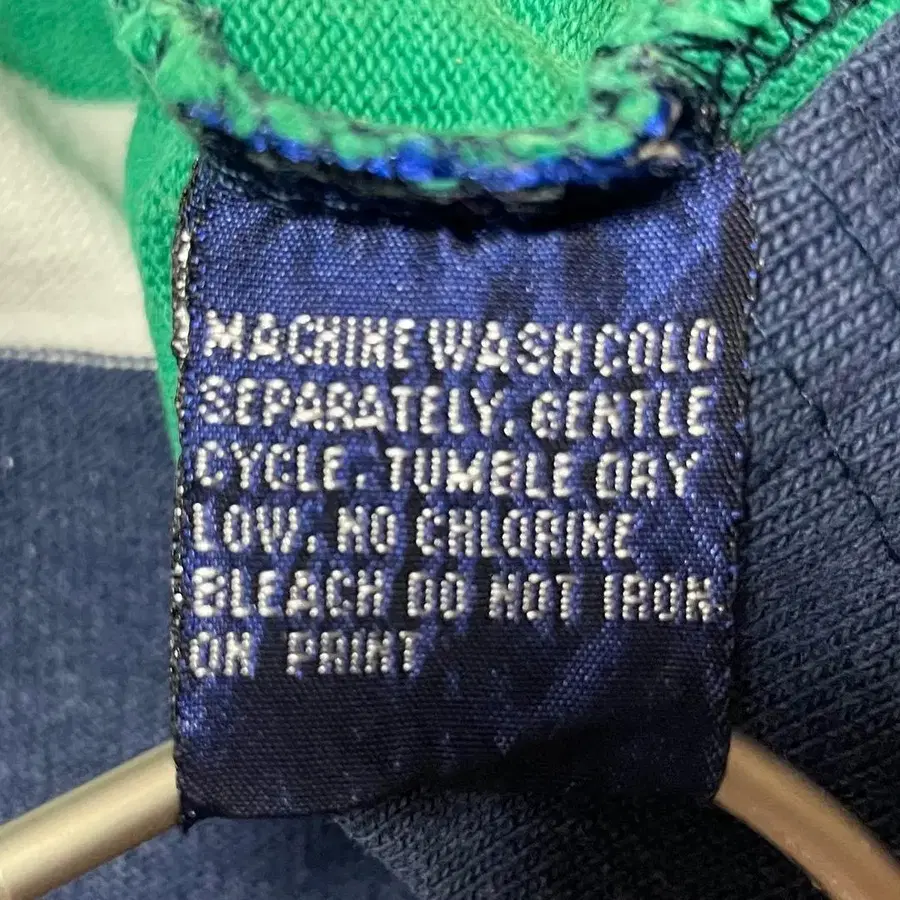 MACHINE WASH COLD
SEPARATELY, GENTLE
CYCLE, TUMBLE DRY
LOW, NO CHLORINE
BLEACH DO NOT IRON
ON PRINT